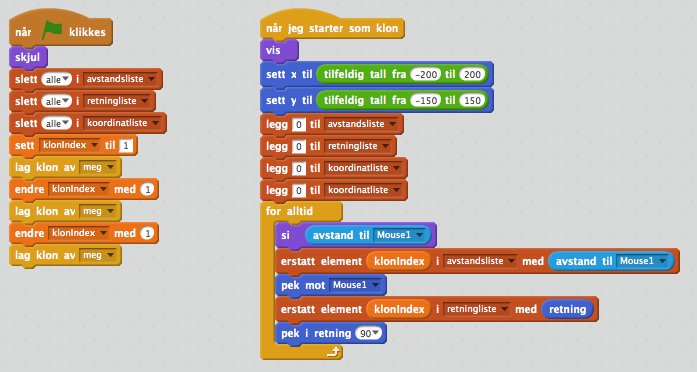 når klikkes
skjul
slett alle i avstandsliste
slett alle i retningliste
slett alle i koordinatliste
sett klonIndex til 1
lag klon av meg
endre klonIndex med 1
lag klon av meg
endre klonIndex med 1
lag klon av meg
når jeg starter som klon
vis
sett x til tilfeldig tall fra -200 til 200
sett y til tilfeldig tall fra -150 til 150
legg 0 til avstandsliste
legg 0 til retningliste
legg 0 til koordinatliste
legg 0 til koordinatliste
for alltid
si avstand til Mouse1
erstatt element klonIndex i avstandsliste med avstand til Mouse1
pek mot Mouse1
erstatt element klonIndex i retningliste med retning
pek i retning 90